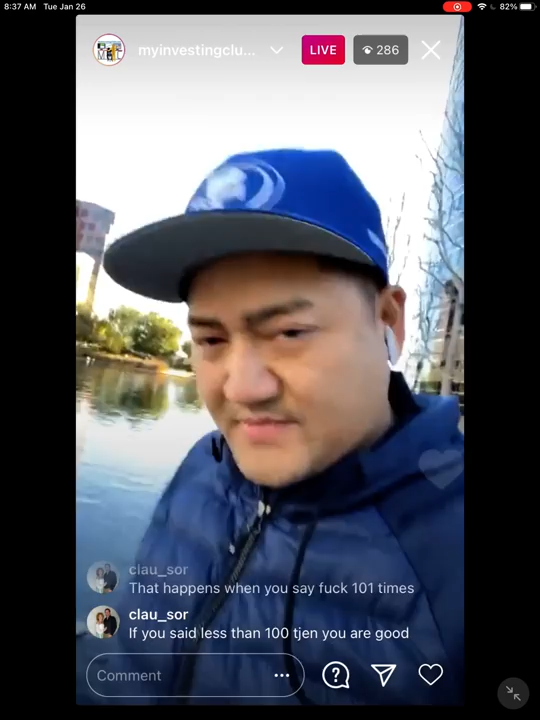 8:37 AM Tue Jan 26
82%
myinvestingclu...
LIVE
286
clau_sor
That happens when you say fuck 101 times
clau_sor
If you said less than 100 tjen you are good
Comment